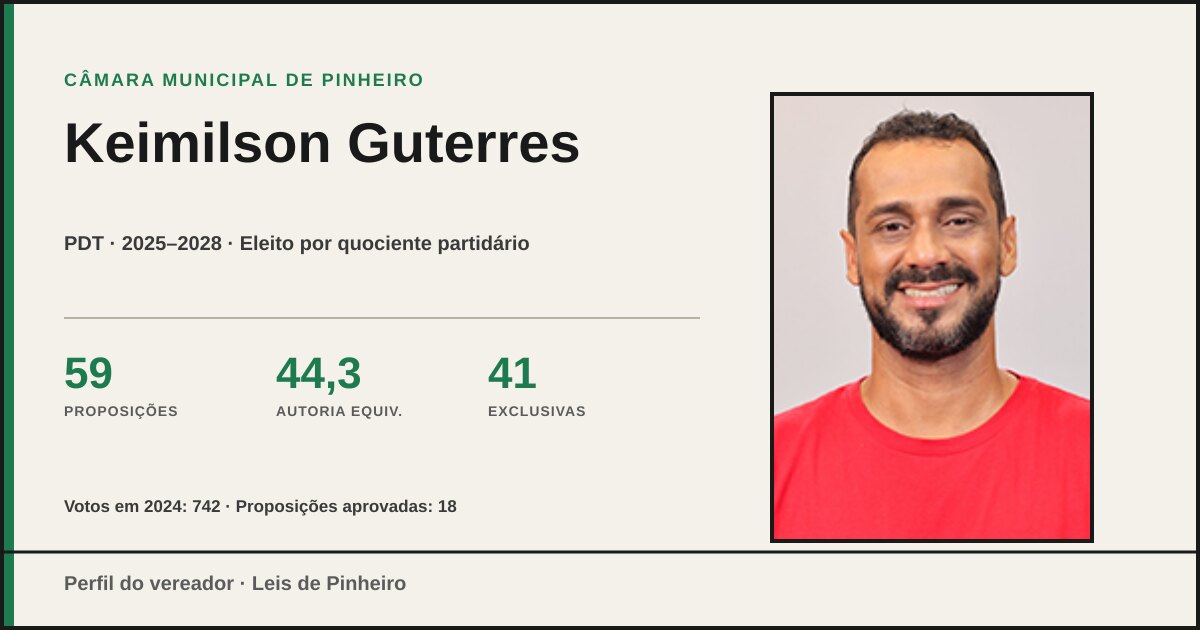 CÂMARA MUNICIPAL DE PINHEIRO
Keimilson Guterres
PDT · 2025–2028 · Eleito por quociente partidário
59
PROPOSIÇÕES
44,3
AUTORIA EQUIV.
41
EXCLUSIVAS
Votos em 2024: 742 · Proposições aprovadas: 18
Perfil do vereador · Leis de Pinheiro